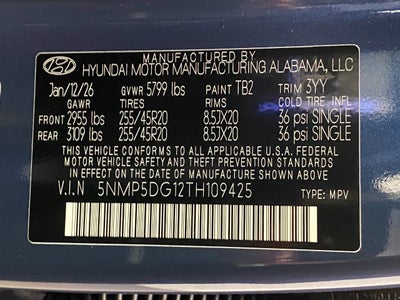 MANUFACTURED BY
HYUNDAI MOTOR MANUFACTURING ALABAMA, LLC
Jan/12/26 GVWR 5799 lbs PAINT TB2 TRIM 3YY
GAWR TIRES RIMS COLD TIRE INFL
FRONT 2955 lbs 255/45R20 8.5JX20 36 psi SINGLE
REAR 3109 lbs 255/45R20 8.5JX20 36 psi SINGLE
THIS VEHICLE CONFORMS TO ALL APPLICABLE U.S. FEDERAL
MOTOR VEHICLE SAFETY STANDARDS IN
EFFECT ON THE DATE OF MANUFACTURE SHOWN ABOVE.
V.I.N 5NMP5DG12TH109425 TYPE: MPV